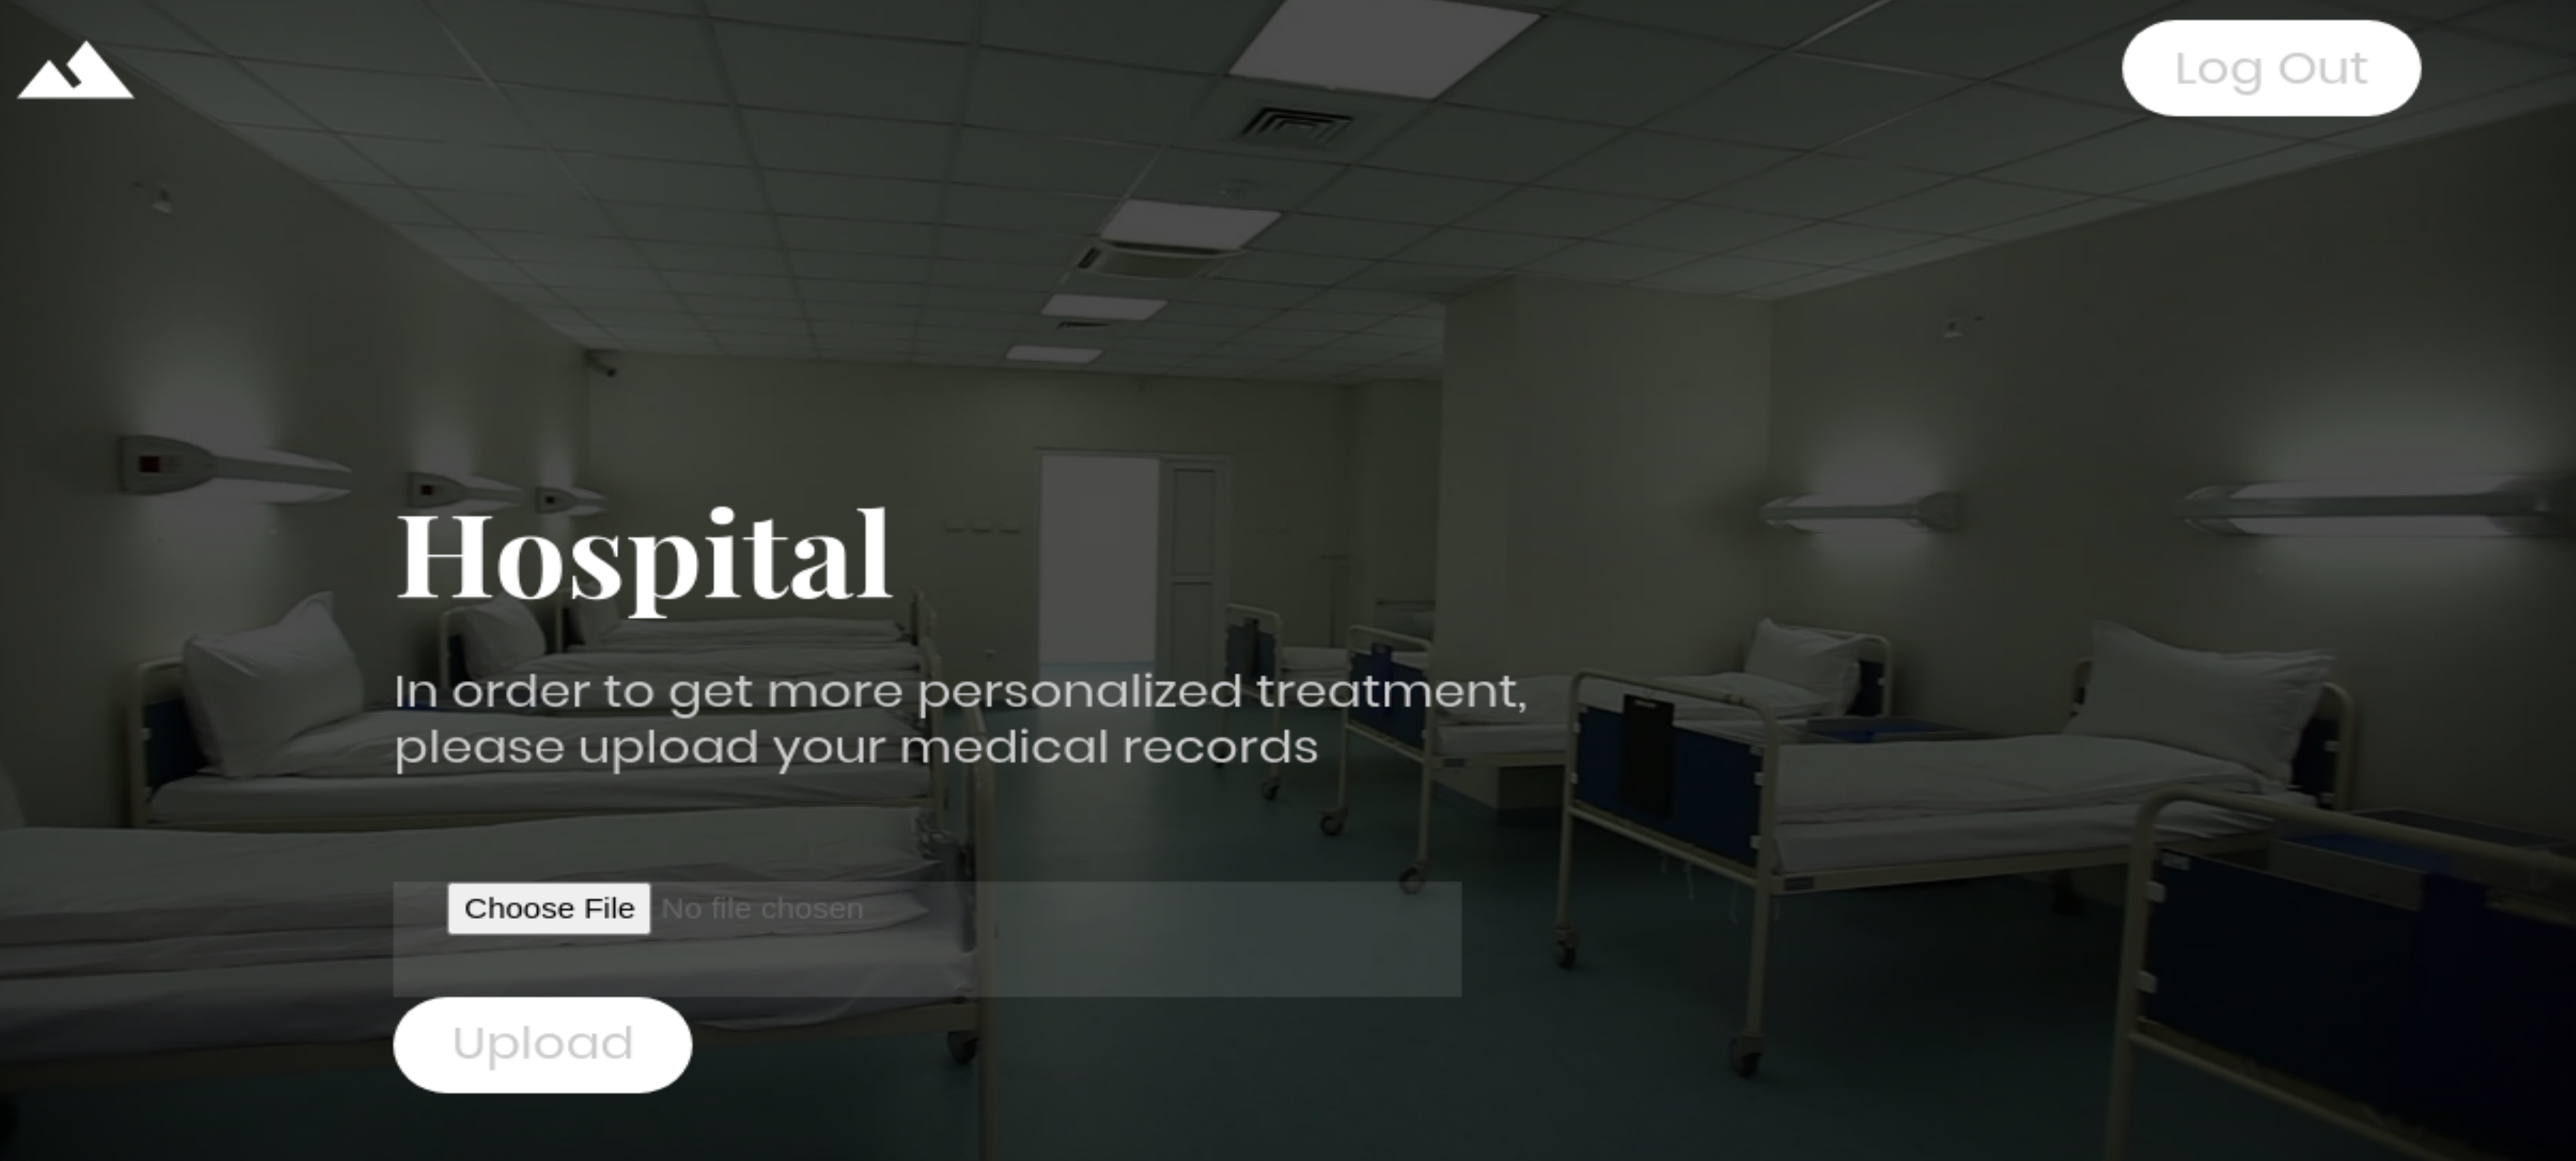 Log Out
Hospital
In order to get more personalized treatment,
please upload your medical records
Choose File No file chosen
Upload